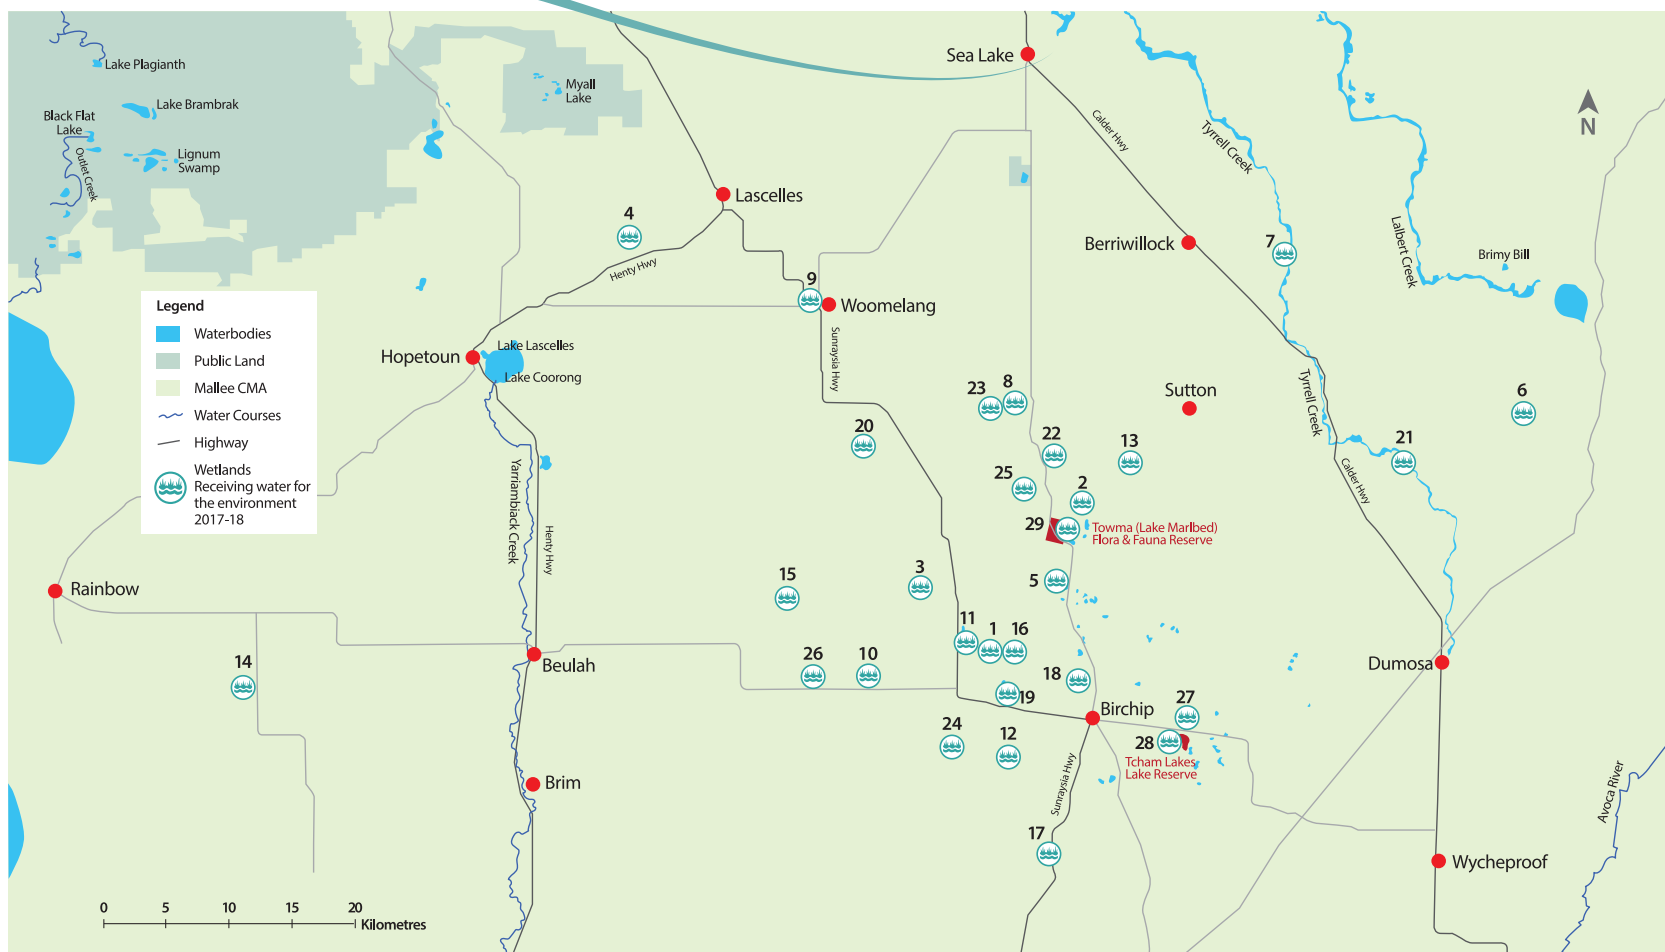 Sea Lake
Lake Plagianth
Myall
Lake
Lake Brambrak
Black Flat
Lake
Outlet Creek
Lignum
Swamp
Calder Hwy
Tyrrell Creek
N
Lascelles
4
Henty Hwy
Berriwillock
7
Lalbert Creek
Brimy Bill
9
Woomelang
Sunraysia Hwy
Legend
Waterbodies
Public Land
Mallee CMA
Water Courses
Highway
Wetlands
Receiving water for
the environment
2017-18
Hopetoun
Lake Lascelles
Lake Coorong
23
8
Sutton
Tyrrell Creek
6
20
22
13
21
Calder Hwy
25
2
Yarriambiack Creek
Henty Hwy
29
Towma (Lake Marlbed)
Flora & Fauna Reserve
Rainbow
15
3
5
11
1
16
14
Beulah
26
10
18
19
Dumosa
Birchip
27
24
12
28
Tcham Lakes
Lake Reserve
Brim
Sunraysia Hwy
Avoca River
17
Wycheproof
0 5 10 15 20
Kilometres